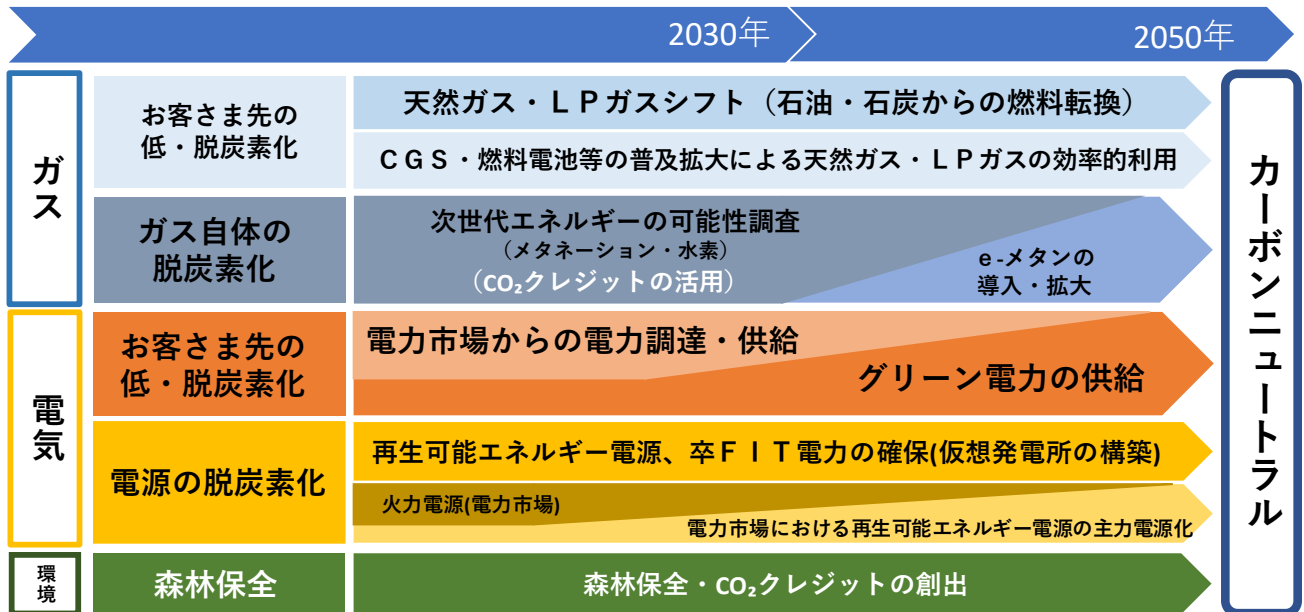 2030年
2050年
ガス
お客さま先の
低・脱炭素化
天然ガス・ＬＰガスシフト（石油・石炭からの燃料転換）
ＣＧＳ・燃料電池等の普及拡大による天然ガス・ＬＰガスの効率的利用
ガス自体の
脱炭素化
次世代エネルギーの可能性調査
（メタネーション・水素）
（CO₂クレジットの活用）
ｅ-メタンの
導入・拡大
電気
お客さま先の
低・脱炭素化
電力市場からの電力調達・供給
グリーン電力の供給
電源の脱炭素化
再生可能エネルギー電源、卒ＦＩＴ電力の確保(仮想発電所の構築)
火力電源(電力市場)
電力市場における再生可能エネルギー電源の主力電源化
環境
森林保全
森林保全・CO₂クレジットの創出
カーボンニュートラル